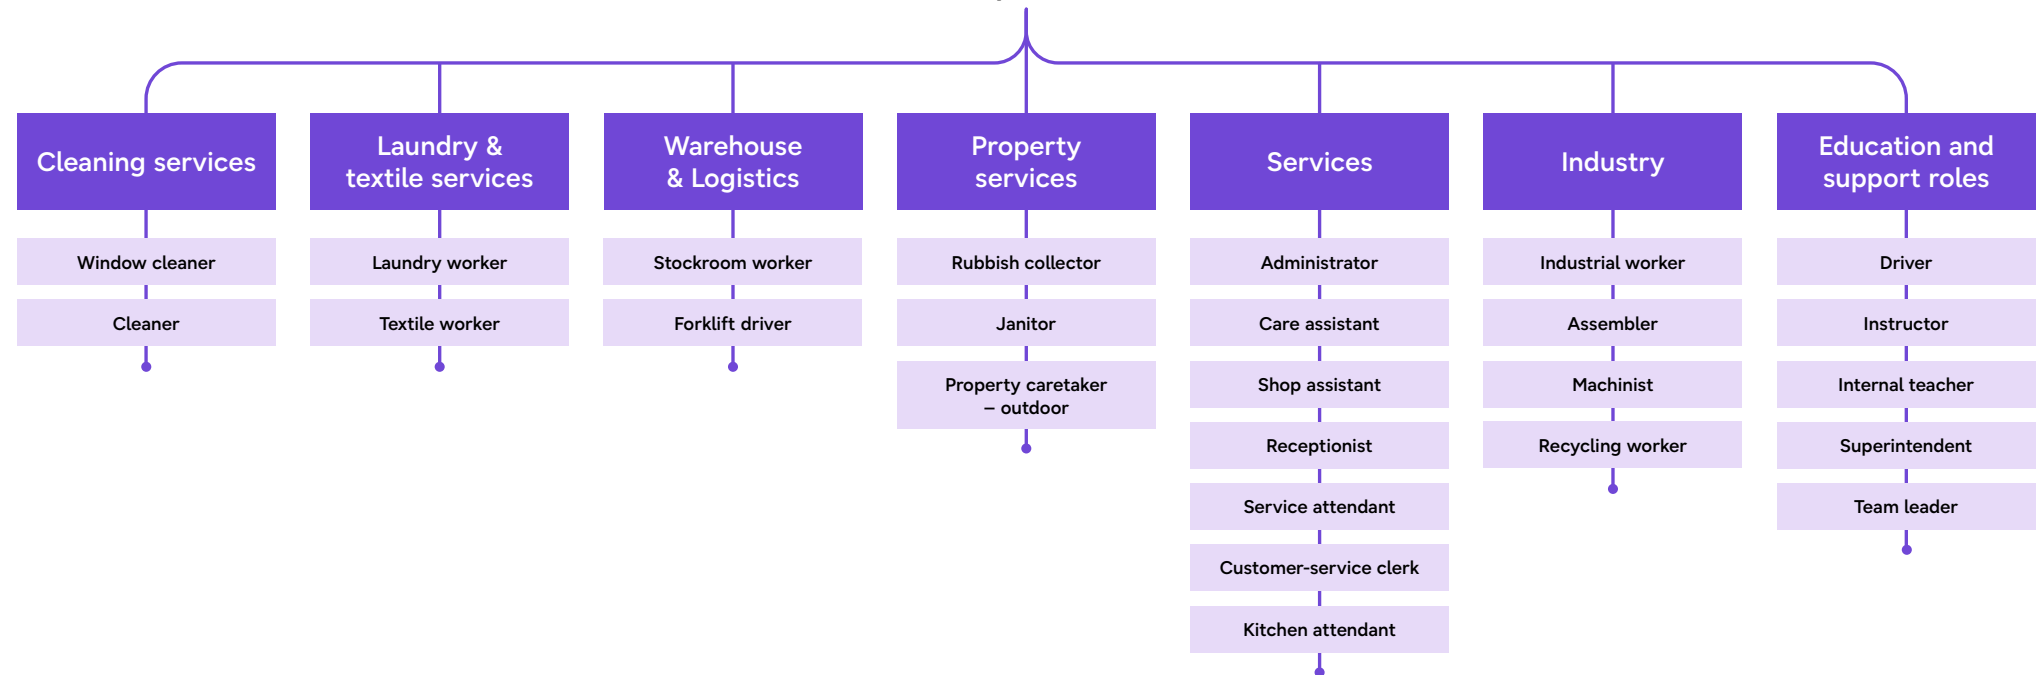 Cleaning services
Window cleaner
Cleaner
Laundry &
textile services
Laundry worker
Textile worker
Warehouse
& Logistics
Stockroom worker
Forklift driver
Property
services
Rubbish collector
Janitor
Property caretaker
– outdoor
Services
Administrator
Care assistant
Shop assistant
Receptionist
Service attendant
Customer-service clerk
Kitchen attendant
Industry
Industrial worker
Assembler
Machinist
Recycling worker
Education and
support roles
Driver
Instructor
Internal teacher
Superintendent
Team leader